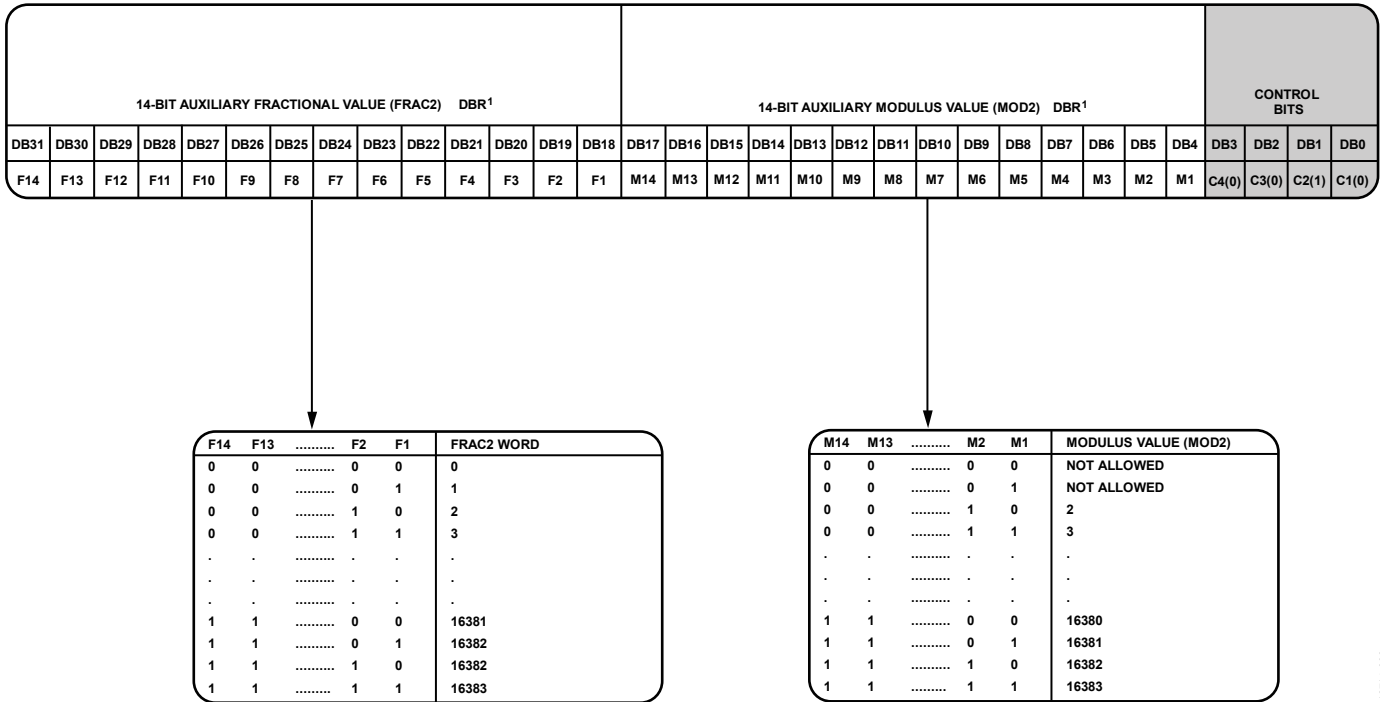 14-BIT AUXILIARY FRACTIONAL VALUE (FRAC2) DBR1
14-BIT AUXILIARY MODULUS VALUE (MOD2) DBR1
CONTROL
BITS
DB31 DB30 DB29 DB28 DB27 DB26 DB25 DB24 DB23 DB22 DB21 DB20 DB19 DB18 DB17 DB16 DB15 DB14 DB13 DB12 DB11 DB10 DB9 DB8 DB7 DB6 DB5 DB4 DB3 DB2 DB1 DB0
F14 F13 F12 F11 F10 F9 F8 F7 F6 F5 F4 F3 F2 F1 M14 M13 M12 M11 M10 M9 M8 M7 M6 M5 M4 M3 M2 M1 C4(0) C3(0) C2(1) C1(0)
F14 F13 .......... F2 F1 FRAC2 WORD
0 0 .......... 0 0 0
0 0 .......... 0 1 1
0 0 .......... 1 0 2
0 0 .......... 1 1 3
. . .......... . . .
. . .......... . . .
. . .......... . . .
1 1 .......... 0 0 16381
1 1 .......... 0 1 16382
1 1 .......... 1 0 16382
1 1 ......... 1 1 16383
M14 M13 .......... M2 M1 MODULUS VALUE (MOD2)
0 0 .......... 0 0 NOT ALLOWED
0 0 .......... 0 1 NOT ALLOWED
0 0 .......... 1 0 2
0 0 .......... 1 1 3
. . .......... . . .
. . .......... . . .
. . .......... . . .
1 1 .......... 0 0 16380
1 1 .......... 0 1 16381
1 1 .......... 1 0 16382
1 1 ......... 1 1 16383